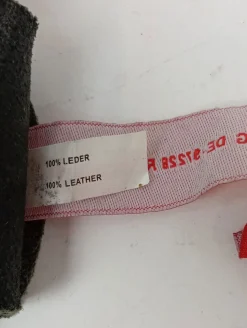 100% LEDER
100% LEATHER
G DE-97228 R